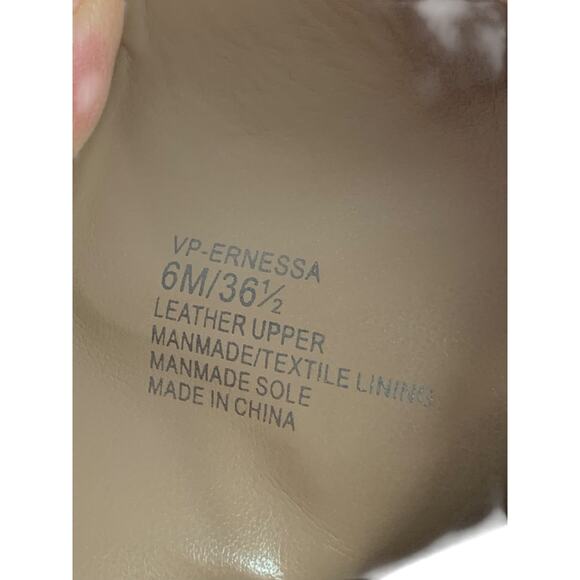 VP-ERNESSA
6M/36½
LEATHER UPPER
MANMADE/TEXTILE LINING
MANMADE SOLE
MADE IN CHINA